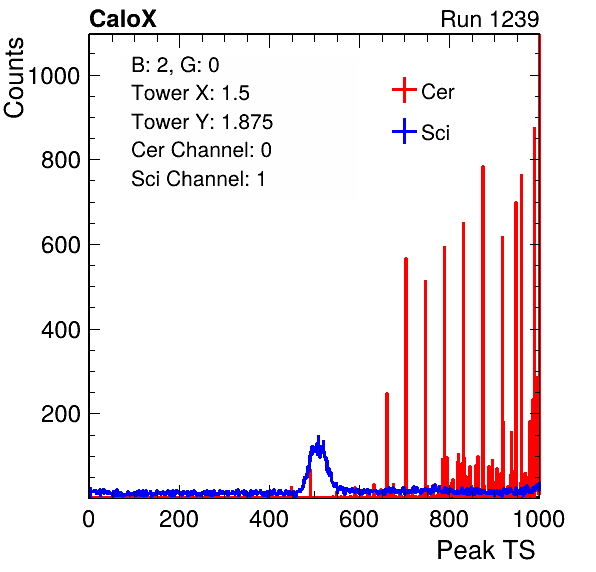 CaloX
Run 1239
Counts
B: 2, G: 0
Tower X: 1.5
Tower Y: 1.875
Cer Channel: 0
Sci Channel: 1
Cer
Sci
1000
800
600
400
200
0 200 400 600 800 1000
Peak TS